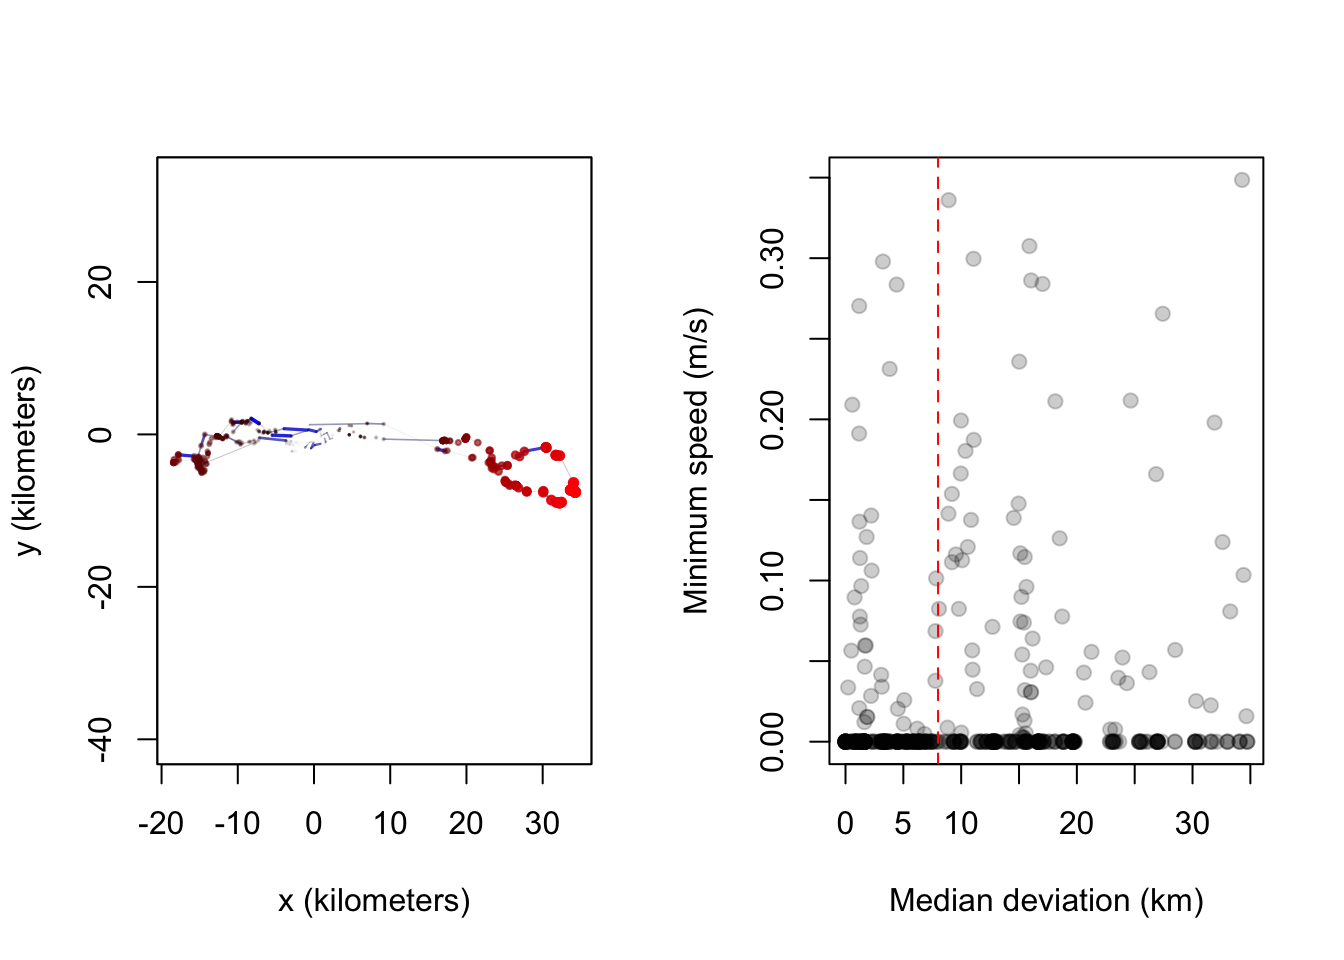 y (kilometers)
20
0
-20
-40
-20 -10 0 10 20 30
x (kilometers)
Minimum speed (m/s)
0.30
0.20
0.10
0.00
0 5 10 20 30
Median deviation (km)